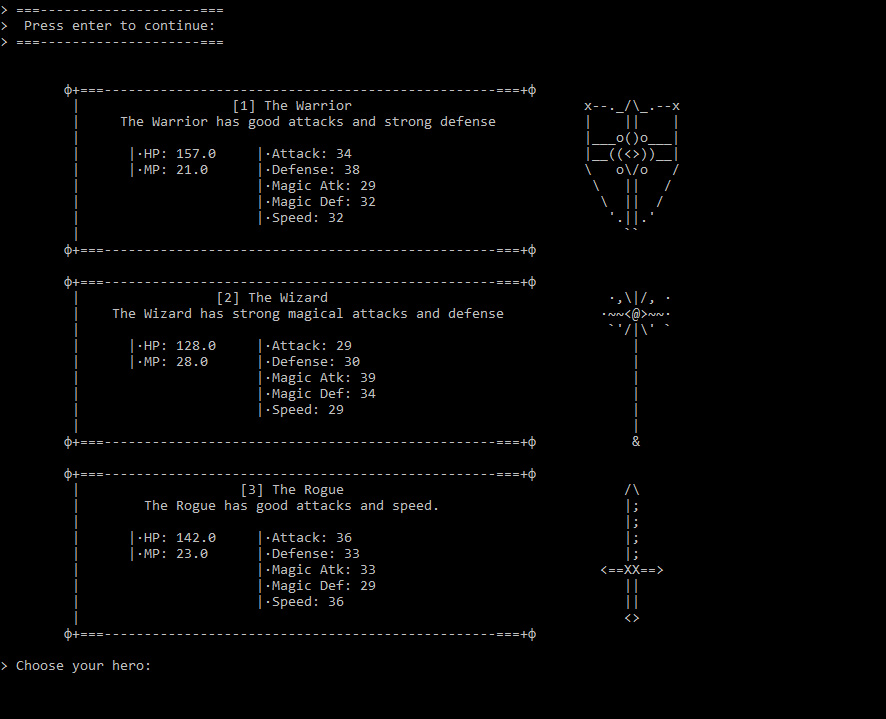 > ===--------------------===
>  Press enter to continue:
> ===--------------------===
[1] The Warrior
The Warrior has good attacks and strong defense
|·HP: 157.0     |·Attack: 34
|·MP: 21.0      |·Defense: 38
|·Magic Atk: 29
|·Magic Def: 32
|·Speed: 32
[2] The Wizard
The Wizard has strong magical attacks and defense
|·HP: 128.0     |·Attack: 29
|·MP: 28.0      |·Defense: 30
|·Magic Atk: 39
|·Magic Def: 34
|·Speed: 29
[3] The Rogue
The Rogue has good attacks and speed.
|·HP: 142.0     |·Attack: 36
|·MP: 23.0      |·Defense: 33
|·Magic Atk: 33
|·Magic Def: 29
|·Speed: 36
> Choose your hero: